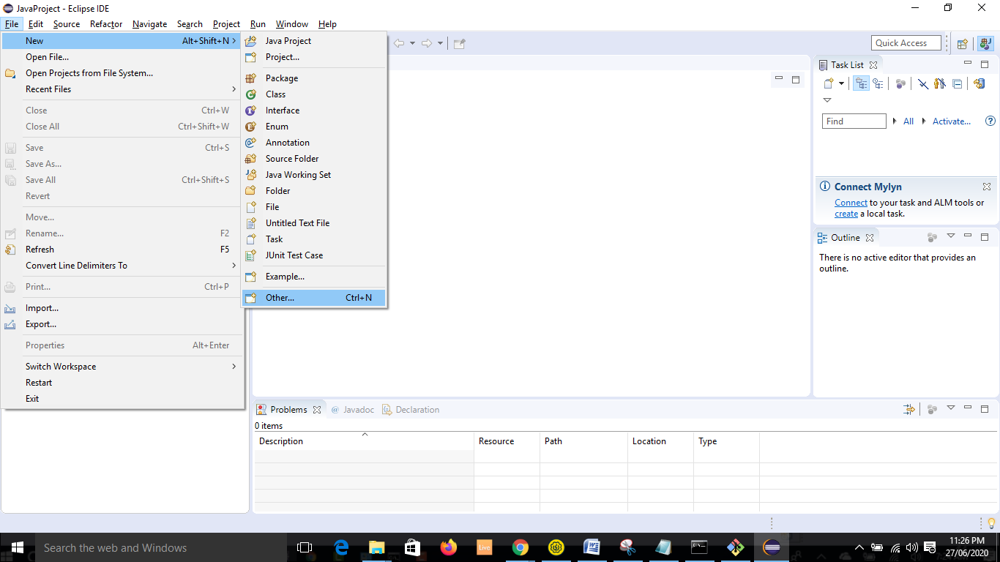 JavaProject - Eclipse IDE
File Edit Source Refactor Navigate Search Project Run Window Help
New Alt+Shift+N
Open File...
Open Projects from File System...
Recent Files
Close Ctrl+W
Close All Ctrl+Shift+W
Save Ctrl+S
Save As...
Save All Ctrl+Shift+S
Revert
Move...
Rename... F2
Refresh F5
Convert Line Delimiters To
Print... Ctrl+P
Import...
Export...
Properties Alt+Enter
Switch Workspace
Restart
Exit
Java Project
Project...
Package
Class
Interface
Enum
Annotation
Source Folder
Java Working Set
Folder
File
Untitled Text File
Task
JUnit Test Case
Example...
Other... Ctrl+N
Quick Access
Task List
Find All Activate...
Connect Mylyn
Connect to your task and ALM tools or
create a local task.
Outline
There is no active editor that provides an
outline.
Problems @ Javadoc Declaration
0 items
Description Resource Path Location Type
Search the web and Windows
Live
11:26 PM
27/06/2020